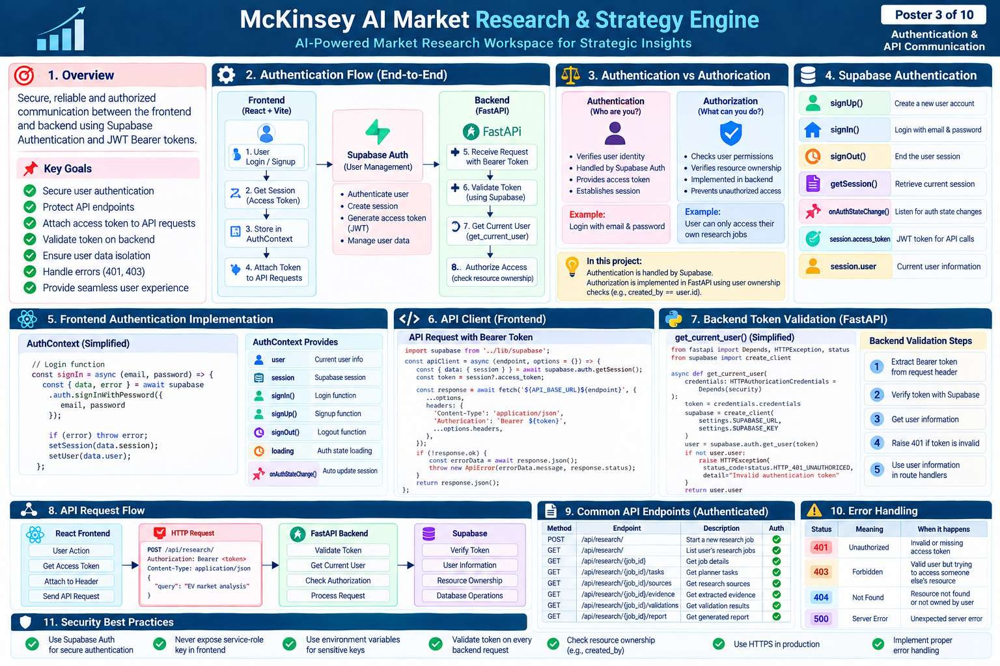 McKinsey AI Market Research & Strategy Engine
AI-Powered Market Research Workspace for Strategic Insights
Poster 3 of 10
Authentication &
API Communication
1. Overview
Secure, reliable and authorized
communication between the frontend
and backend using Supabase
Authentication and JWT Bearer tokens.
Key Goals
Secure user authentication
Protect API endpoints
Attach access token to API requests
Validate token on backend
Ensure user data isolation
Handle errors (401, 403)
Provide seamless user experience
2. Authentication Flow (End-to-End)
Frontend
(React + Vite)
1. User
Login / Signup
2. Get Session
(Access Token)
3. Store in
AuthContext
4. Attach Token
to API Requests
Supabase Auth
(User Management)
• Authenticate user
• Create session
• Generate access token
(JWT)
• Manage user data
Backend
(FastAPI)
FastAPi
5. Receive Request
with Bearer Token
6. Validate Token
(using Supabase)
7. Get Current User
(get_current_user)
8.. Authorize Access
(check resource ownership)
3. Authentication vs Authorication
Authentication
(Who are you?)
• Verifies user identity
• Handled by Supabase Auth
• Provides access token
• Establishes session
Example:
Login with email & password
Authorization
(What can you do?)
• Checks user permissions
• Verifies resource ownership
• Implemented in backend
• Prevents unauthorized access
Example:
User can only access their
own research jobs
In this project:
Authentication is handled by Supabase.
Authorization is implemented in FastAPI using user ownership
checks (e.g., created_by == user.id).
4. Supabase Authentication
signUp() Create a new user account
signIn() Login with email & password
signOut() End the user session
getSession() Retrieve current session
onAuthStateChange() Listen for auth state changes
session.access_token JWT token for API calls
session.user Current user information
5. Frontend Authentication Implementation
AuthContext (Simplified)
// Login function
const signIn = async (email, password) => {
const { data, error } = await supabase
.auth.signInWithPessword({
email, password
});
if (error) throw error;
setSession(data.session);
setUser(data.user);
};
AuthContext Provides
user Current user info
session Supabase session
signIn() Login function
signUp() Signup function
signOut() Logout function
loading Auth state loading
onAuthStateChange() Auto update session
6. API Client (Frontend)
API Request with Bearer Token
import supabase from '../lib/supabase';
const apiClient = async (endpoint, options = {}) => {
const { data: { session } } = await supabase.auth.getSession();
const token = session?.access_token;
const response = await fetch('${API_BASE_URL}${endpoint}', {
...options,
headers: {
'Content-Type': 'application/json',
'Autherication': `Bearer ${token}`,
...options.headers,
},
});
if (!response.ok) {
const errorData = await response.json();
throw new ApiError(errorData.message, response.status);
}
return response.json();
};
7. Backend Token Validation (FastAPI)
get_current_user() (Simplified)
from fastapi import Depends, HTTPException, status
from supabase import create_client
async def get_current_user(
credentials: HTTPAuthoricationCredentials =
Depends(security)
):
token = credentials.credentials
supabase = create_client(
settings.SUPABASE_URL,
settings.SUPABASE_KEY
)
user = supabase.auth.get_user(token)
if not user.user:
raise HTTPException(
status_code=status.HTTP_401_UNAUTHORICED,
detail="Invalid authentication token"
)
return user.user
Backend Validation Steps
1 Extract Bearer token
from request header
2 Verify token with Supabase
3 Get user information
4 Raise 401 if token is invalid
5 Use user information
in route handlers
8. API Request Flow
React Frontend
User Action
Get Access Token
Attach to Header
Send API Request
HTTP Request
POST /api/research/
Authorization: Bearer <token>
Content-Type: application/json
{
"query": "EV market analysis"
}
FastAPI Backend
Validate Token
Get Current User
Check Authorization
Process Request
Supabase
Verify Token
User Information
Resource Ownership
Database Operations
9. Common API Endpoints (Authenticated)
Method Endpoint Description Auth
POST /api/research/ Start a new research job
GET /api/research/ List user's research jobs
GET /api/research/{job_id} Get job details
GET /api/research/{job_id}/tasks Get planner tasks
GET /api/research/{job_id}/sources Get research sources
GET /api/research/{job_id}/evidence Get extracted evidence
GET /api/research/{job_id}/validations Get validation results
GET /api/research/{job_id}/report Get generated report
10. Error Handling
Status Meaning When it happens
401 Unauthorized Invalid or missing
access token
403 Forbidden Valid user but trying
to access someone
else's resource
404 Not Found Resource not found
or not owned by user
500 Server Error Unexpected server error
11. Security Best Practices
Use Supabase Auth
for secure authentication
Never expose service-role
key in frontend
Use environment variables
for sensitive keys
Validate token on every
backend request
Check resource ownership
(e.g., created_by)
Use HTTPS in production
Implement proper
error handling